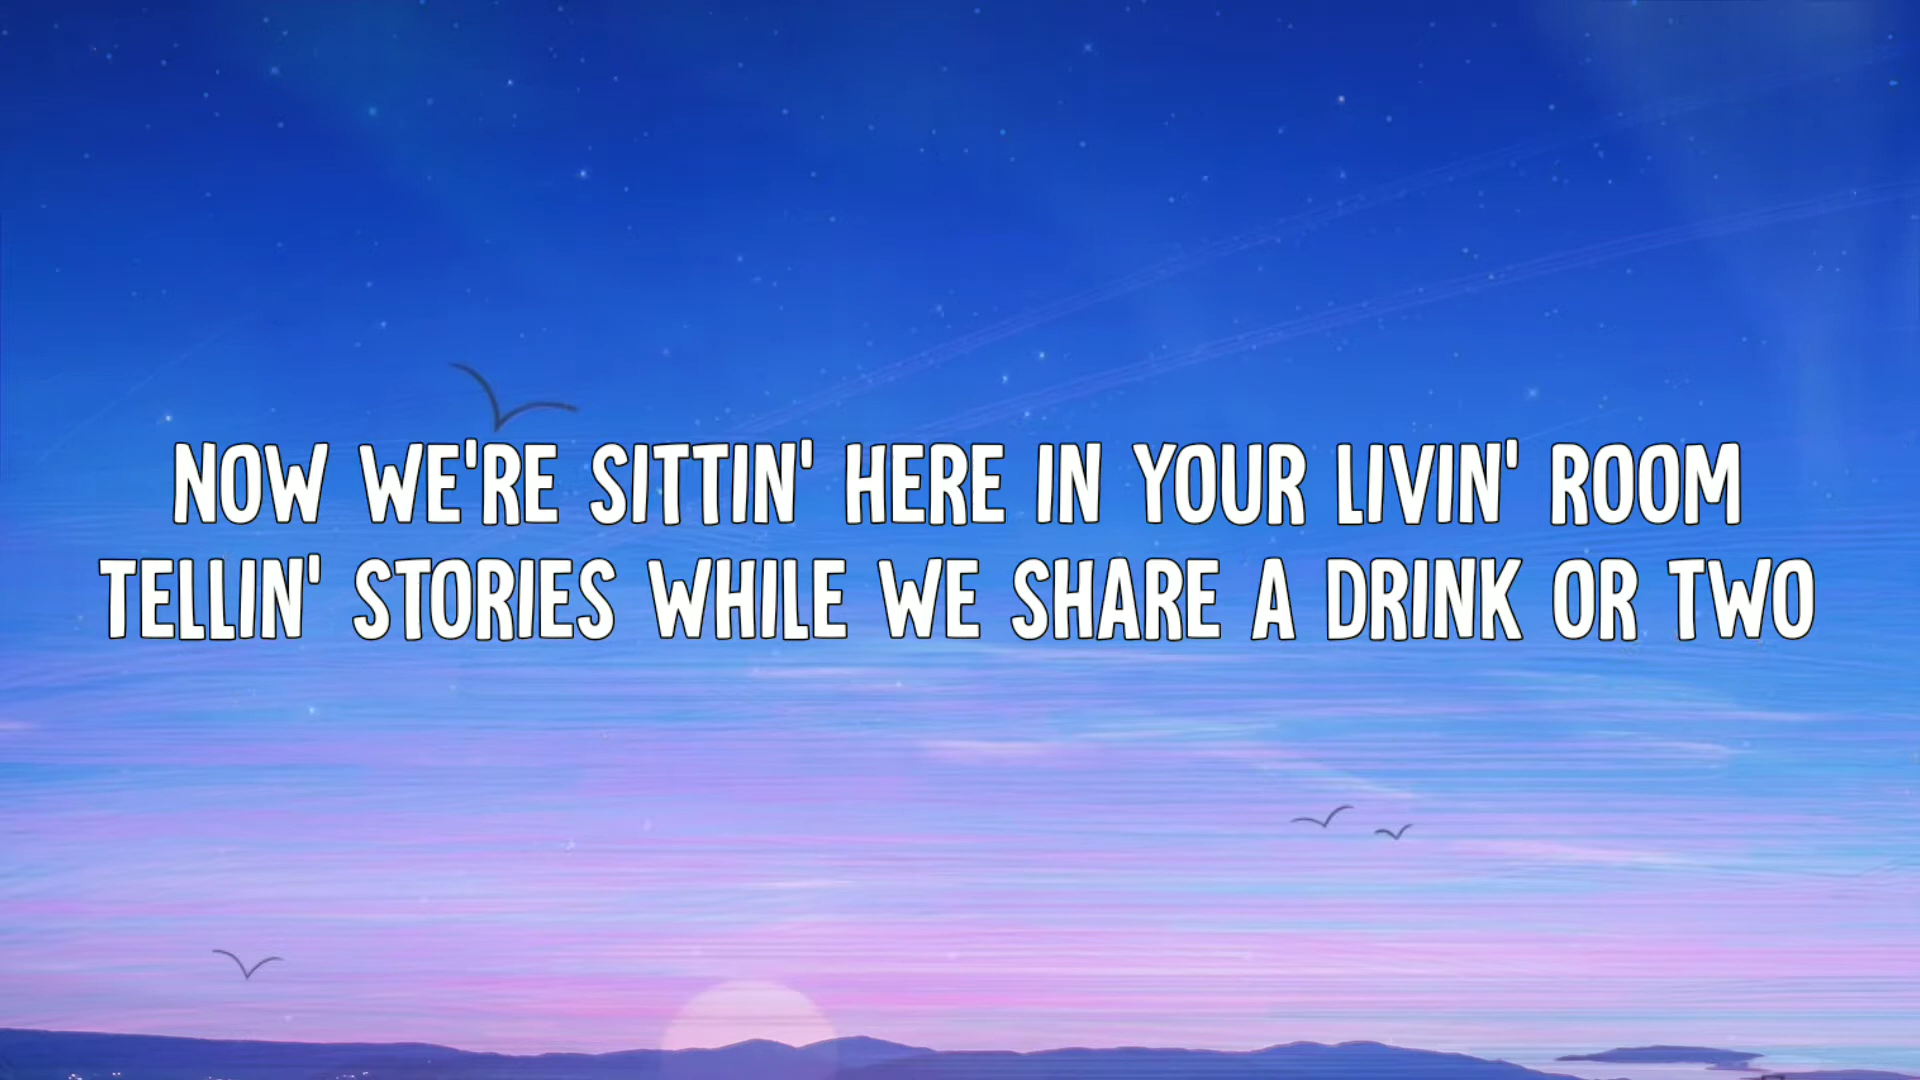 NOW WE'RE SITTIN' HERE IN YOUR LIVIN' ROOM
TELLIN' STORIES WHILE WE SHARE A DRINK OR TWO